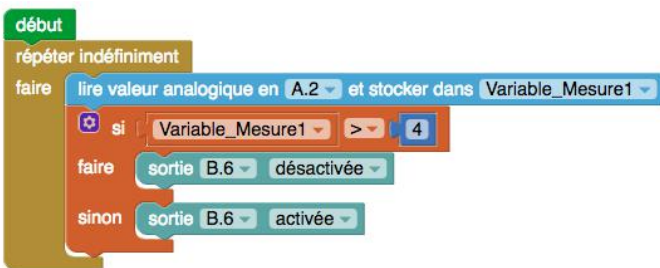 début
répéter indéfiniment
faire lire valeur analogique en A.2 et stocker dans Variable_Mesure1
si Variable_Mesure1 > 4
faire sortie B.6 désactivée
sinon sortie B.6 activée